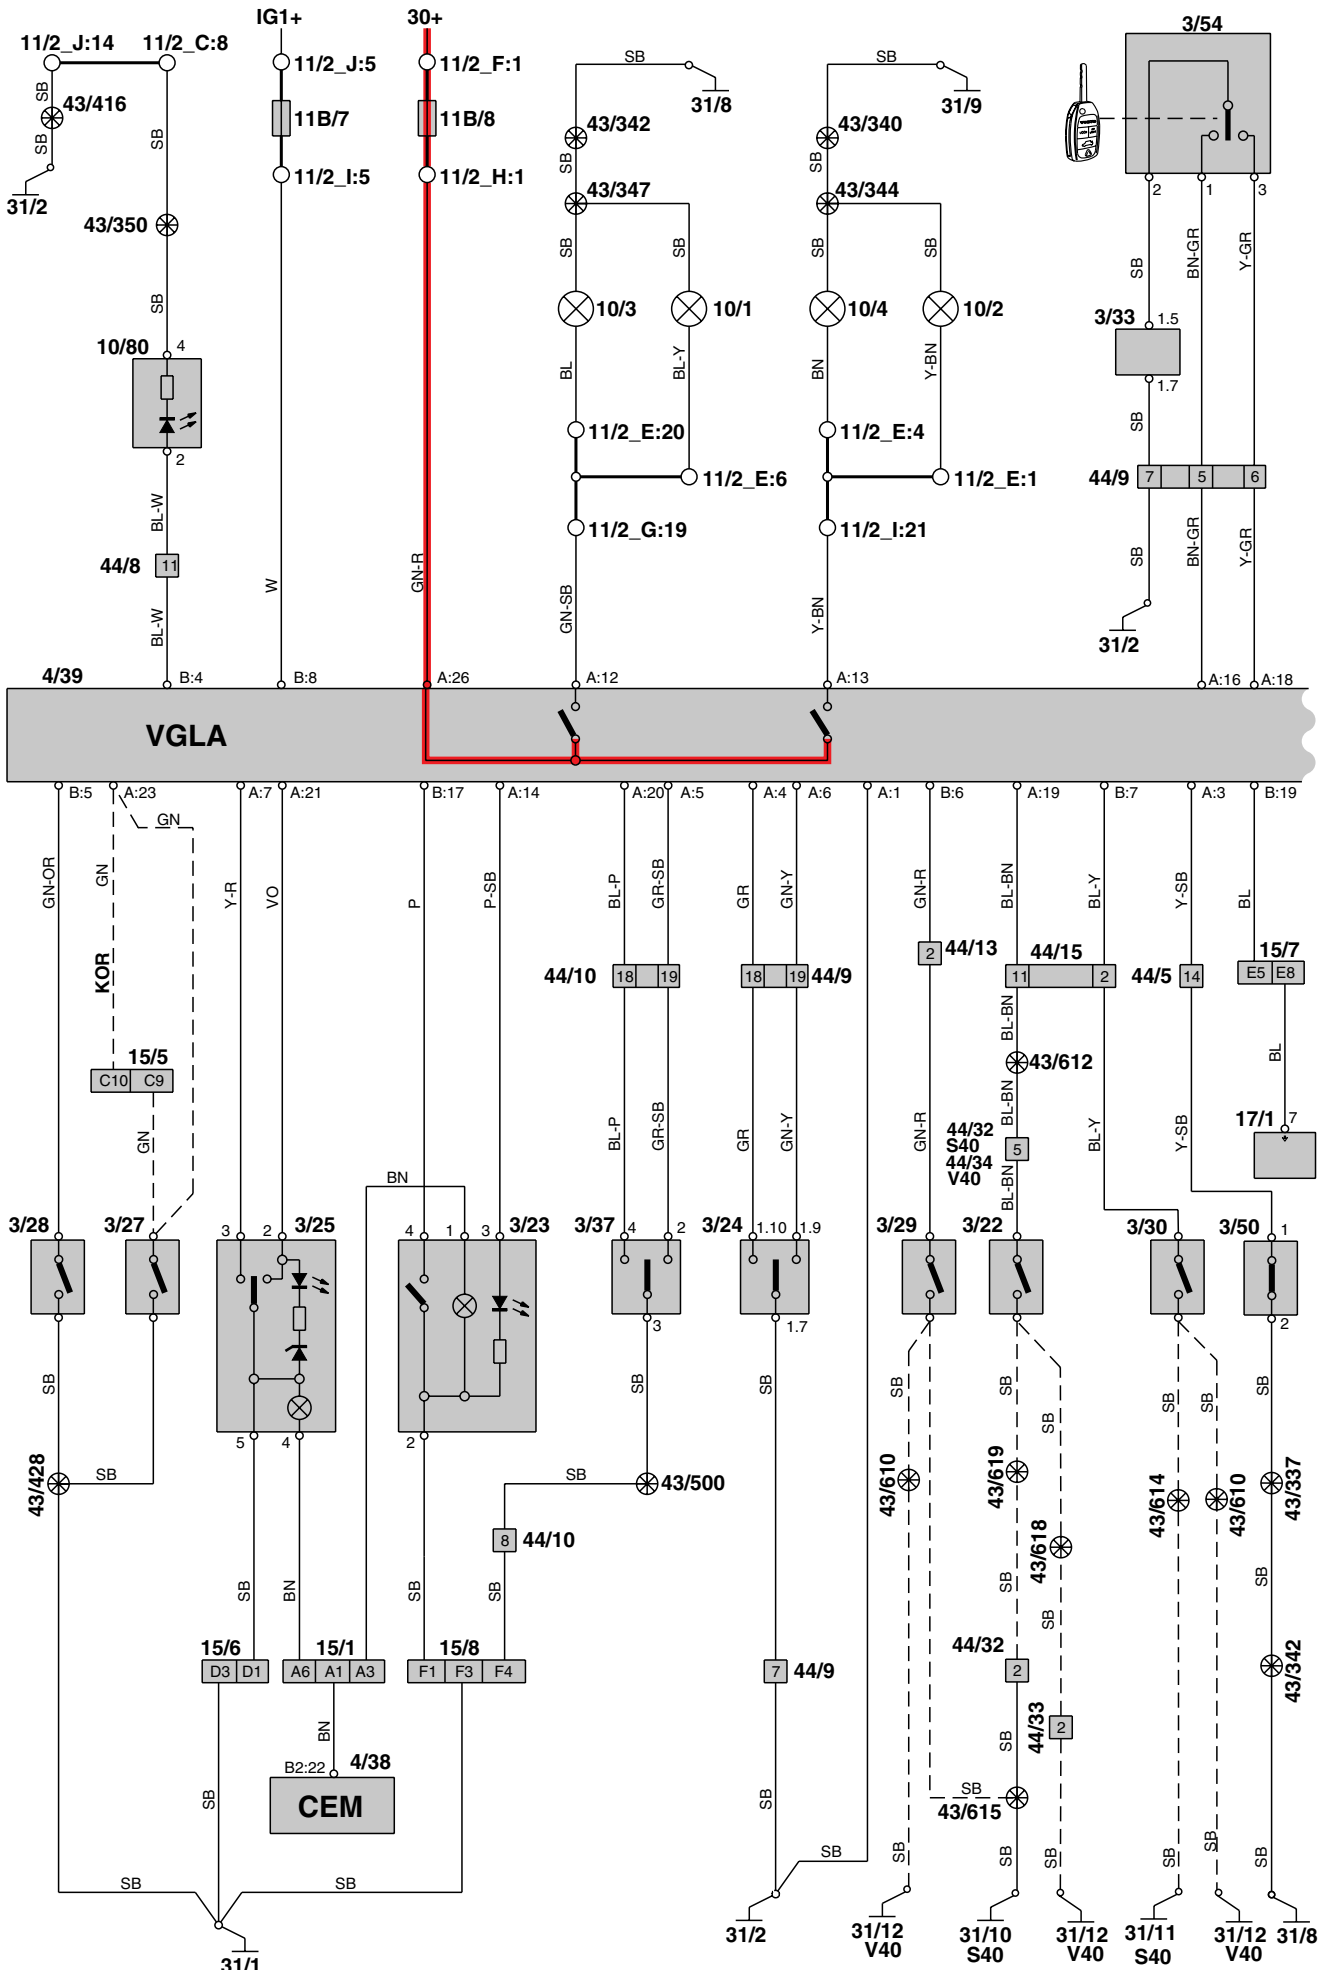 IG1+ 30+
11/2_J:14 11/2_C:8 3/54
11/2_J:5 11/2_F:1 SB SB
SB 43/416 31/8 31/9
11B/7 11B/8 43/342 43/340
SB SB SB SB
11/2_I:5 11/2_H:1 43/347 43/344 2 1 3
31/2
43/350
SB SB SB SB SB BN-GR Y-GR
SB
10/3 10/1 10/4 10/2 3/33 1.5
10/80 4
BL BL-Y BN Y-BN 1.7
SB
11/2_E:20 11/2_E:4
2
11/2_E:6 11/2_E:1 44/9 7 5 6
BL-W
11/2_G:19 11/2_I:21
44/8 11 W GN-R GN-SB Y-BN SB BN-GR Y-GR
BL-W
31/2
4/39 B:4 B:8 A:26 A:12 A:13 A:16 A:18
VGLA
B:5 A:23 A:7 A:21 B:17 A:14 A:20 A:5 A:4 A:6 A:1 B:6 A:19 B:7 A:3 B:19
GN
GN-OR GN Y-R VO P P-SB BL-P GR-SB GR GN-Y GN-R BL-BN BL-Y Y-SB BL
KOR
2 44/13 44/15 15/7
44/10 18 19 18 19 44/9 11 2 44/5 14 E5 E8
BL-BN
15/5 43/612 BL
C10 C9
BL-BN
GN BL-P GR-SB GR GN-Y GN-R 44/32 BL-Y Y-SB 17/1 7
S40 5
44/34
V40
BN BL-BN
3/28 3/27 3 2 3/25 4 1 3 3/23 3/37 4 2 3/24 1.10 1.9 3/29 3/22 3/30 3/50 1
3 1.7 2
SB SB SB SB SB SB SB SB SB
5 4 2
43/428 SB SB 43/500 43/610 43/619 43/614 43/610 43/337
8 44/10 43/618
SB BN SB SB SB SB SB
15/6 15/1 15/8 44/32
D3 D1 A6 A1 A3 F1 F3 F4 7 44/9 2 43/342
44/33 2
BN SB
B2:22 4/38
CEM
SB SB SB
43/615
SB SB SB SB SB SB SB
SB SB
31/1 31/2 31/12 31/10 31/12 31/11 31/12 31/8
V40 S40 V40 S40 V40